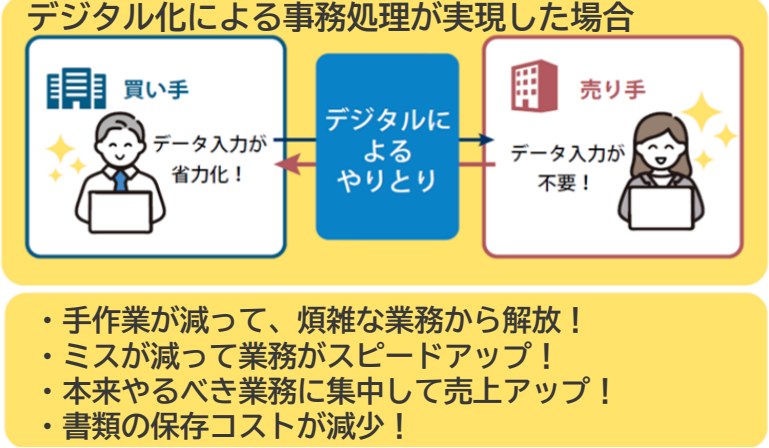 デジタル化による事務処理が実現した場合
買い手
データ入力が
省力化！
デジタルに
よる
やりとり
売り手
データ入力が
不要！
・手作業が減って、煩雑な業務から解放！
・ミスが減って業務がスピードアップ！
・本来やるべき業務に集中して売上アップ！
・書類の保存コストが減少！